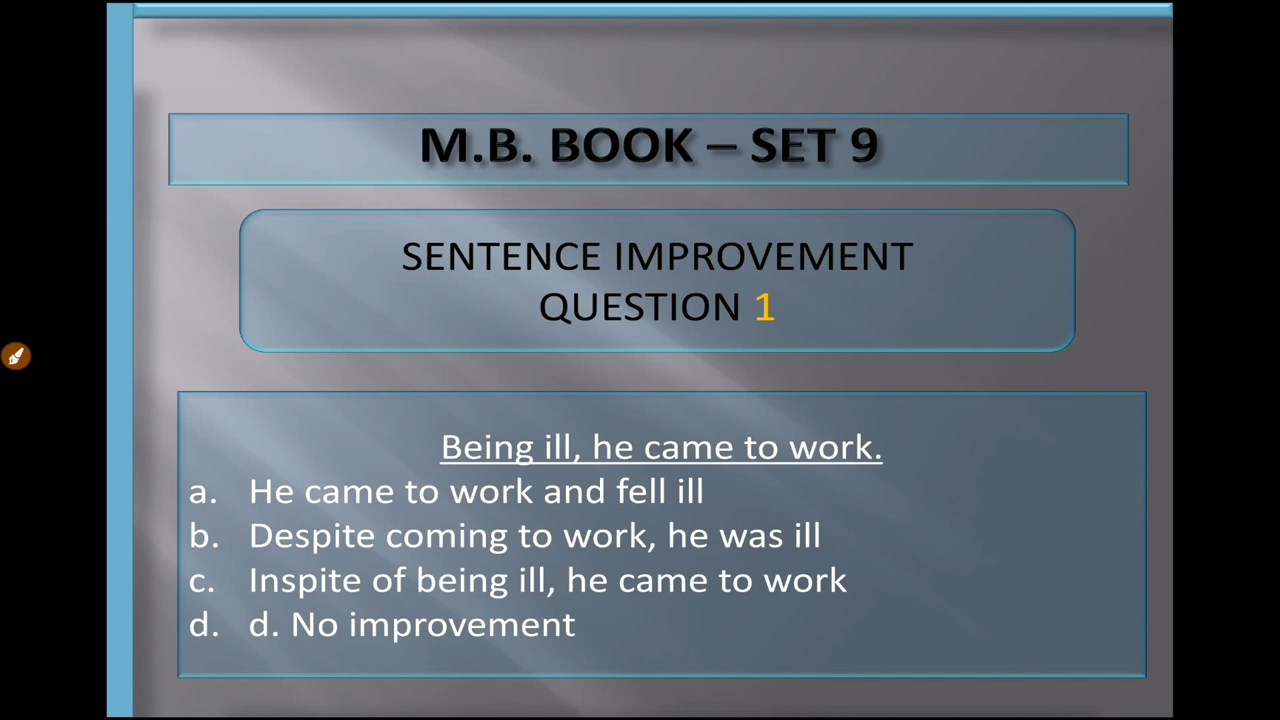 M.B. BOOK – SET 9
SENTENCE IMPROVEMENT
QUESTION 1
Being ill, he came to work.
a. He came to work and fell ill
b. Despite coming to work, he was ill
c. Inspite of being ill, he came to work
d. d. No improvement